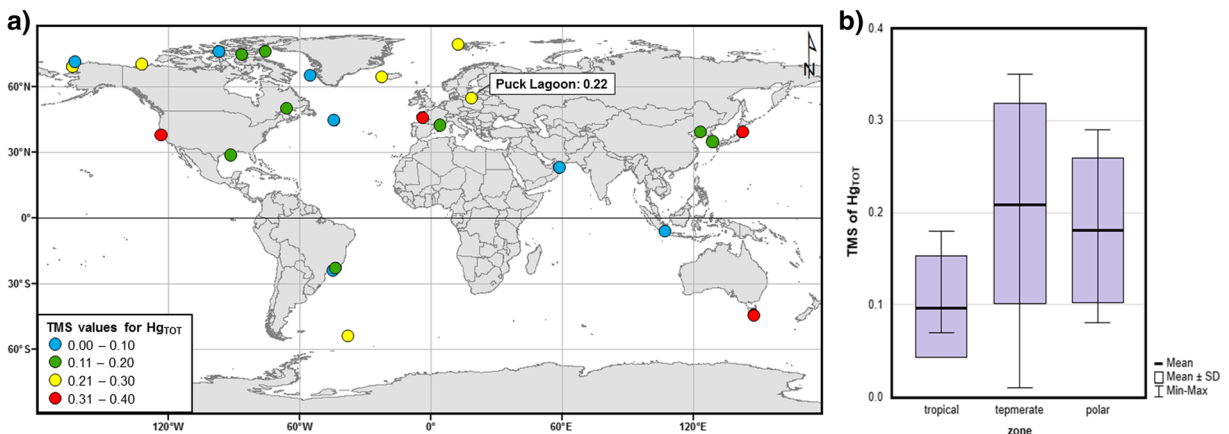 a)
N
Puck Lagoon: 0.22
60°N
30°N
0°
30°S
60°S
120°W
60°W
0°
60°E
120°E
TMS values for HgTOT
0.00 – 0.10
0.11 – 0.20
0.21 – 0.30
0.31 – 0.40
b)
TMS of HgTOT
0.4
0.3
0.2
0.1
0.0
tropical
tepmerate
polar
zone
Mean
Mean ± SD
Min-Max